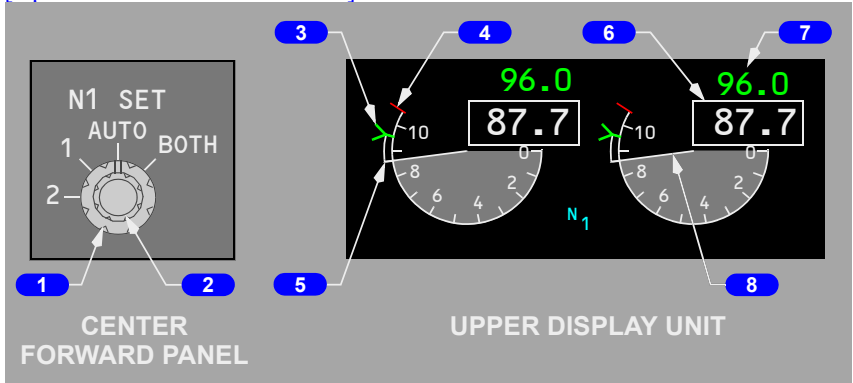 3 4 6 7
N1 SET
AUTO
1 BOTH
2
96.0 96.0
87.7 87.7
10 0 10 0
8 6 4 2 8 6 4 2
N1
1 2 5 8
CENTER
FORWARD PANEL
UPPER DISPLAY UNIT